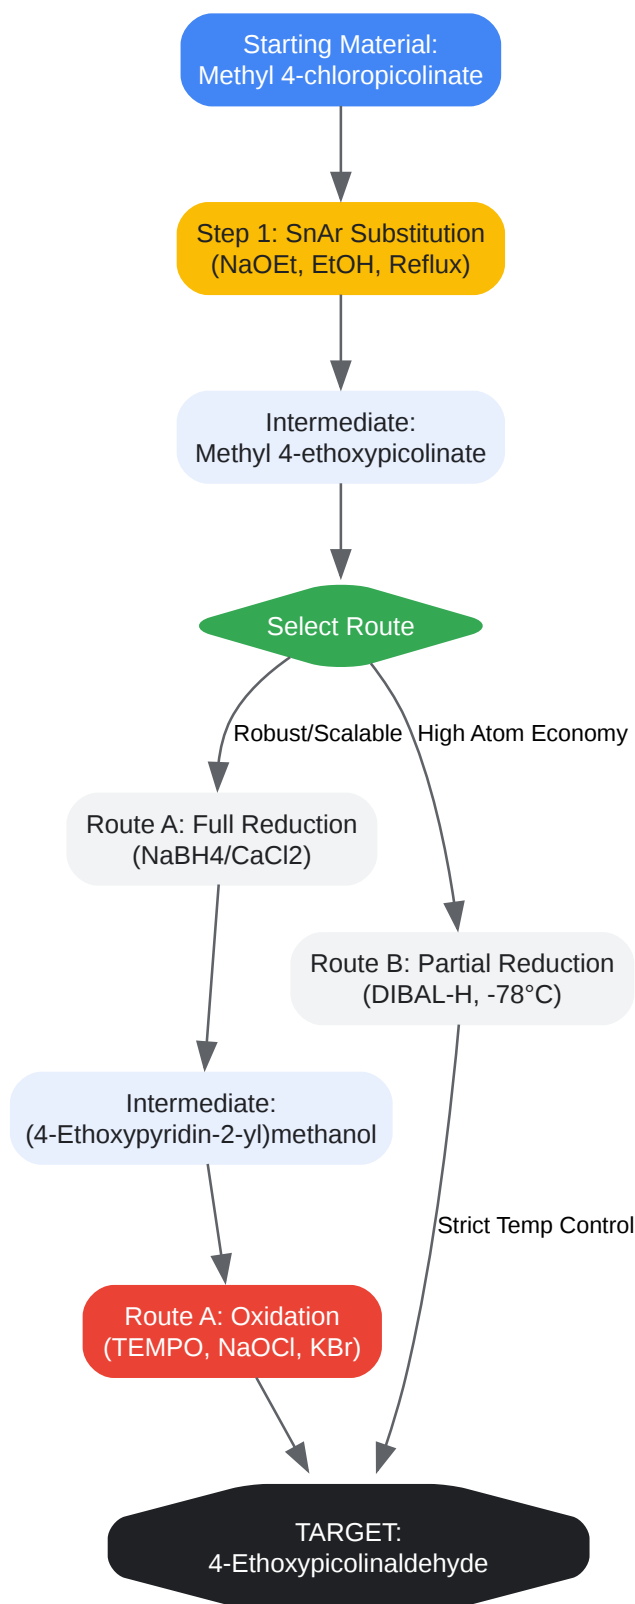 Starting Material:
Methyl 4-chloropicolinate
Step 1: SnAr Substitution
(NaOEt, EtOH, Reflux)
Intermediate:
Methyl 4-ethoxypicolinate
Select Route
Robust/Scalable
High Atom Economy
Route A: Full Reduction
(NaBH4/CaCl2)
Route B: Partial Reduction
(DIBAL-H, -78°C)
Intermediate:
(4-Ethoxypyridin-2-yl)methanol
Strict Temp Control
Route A: Oxidation
(TEMPO, NaOCl, KBr)
TARGET:
4-Ethoxypicolinaldehyde